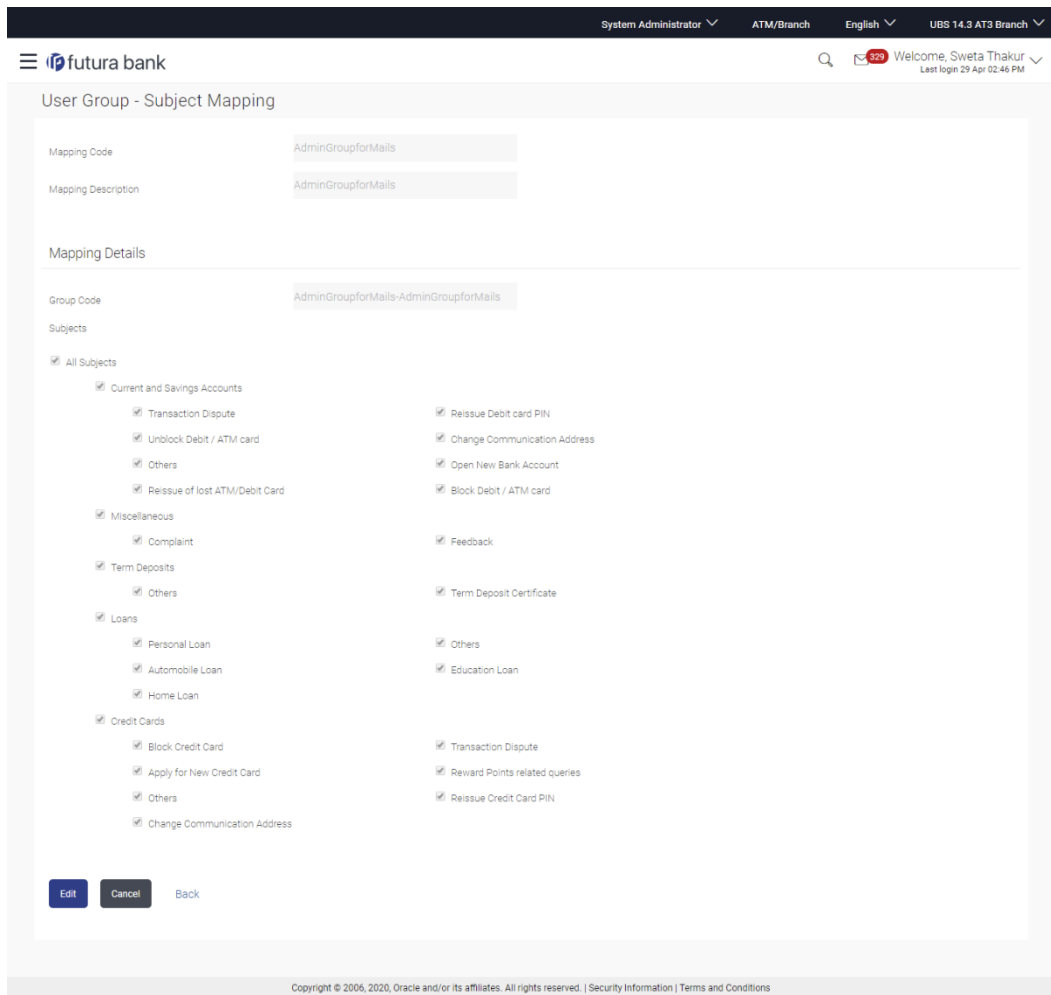 System Administrator ATM/Branch English UBS 14.3 AT3 Branch
futura bank 329 Welcome, Sweta Thakur
Last login 29 Apr 02:46 PM
User Group - Subject Mapping
Mapping Code AdminGroupforMails
Mapping Description AdminGroupforMails
Mapping Details
Group Code AdminGroupforMails-AdminGroupforMails
Subjects
All Subjects
Current and Savings Accounts
Transaction Dispute Reissue Debit card PIN
Unblock Debit / ATM card Change Communication Address
Others Open New Bank Account
Reissue of lost ATM/Debit Card Block Debit / ATM card
Miscellaneous
Complaint Feedback
Term Deposits
Others Term Deposit Certificate
Loans
Personal Loan Others
Automobile Loan Education Loan
Home Loan
Credit Cards
Block Credit Card Transaction Dispute
Apply for New Credit Card Reward Points related queries
Others Reissue Credit Card PIN
Change Communication Address
Edit Cancel Back
Copyright © 2006, 2020, Oracle and/or its affiliates. All rights reserved. | Security Information | Terms and Conditions